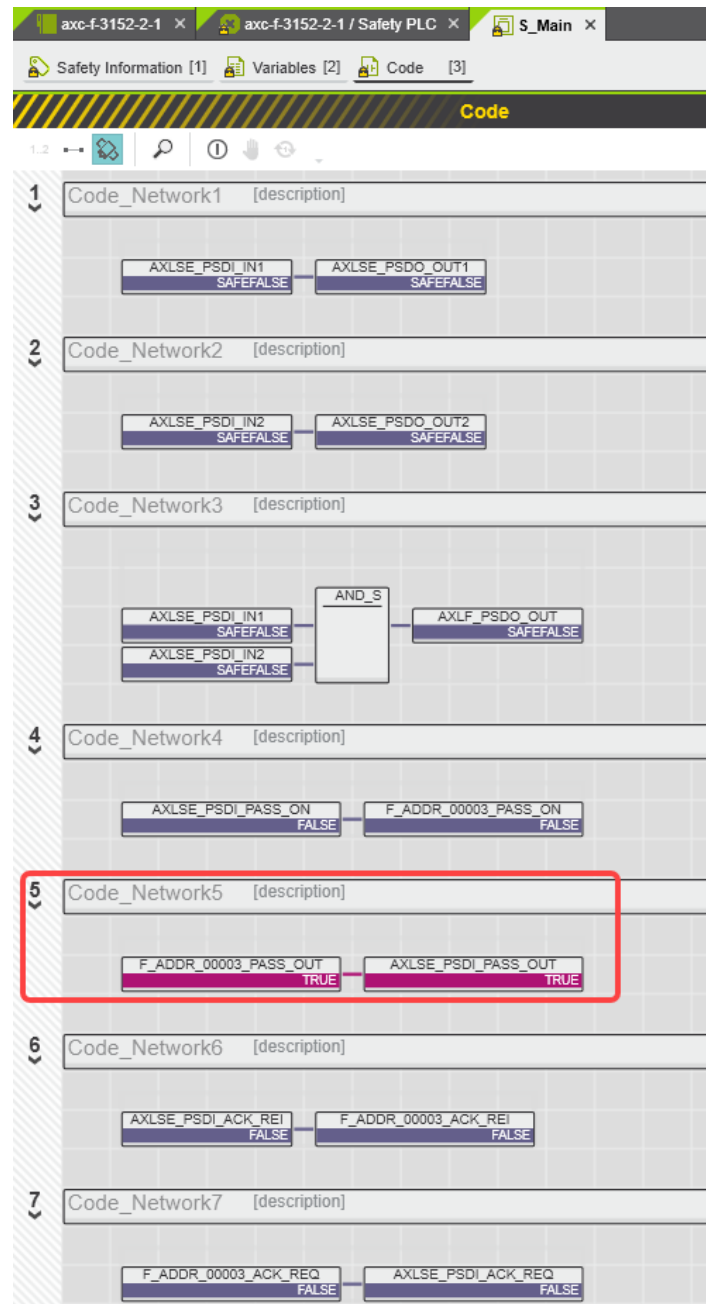 axc-f-3152-2-1 × axc-f-3152-2-1 / Safety PLC × S_Main ×
Safety Information [1] Variables [2] Code [3]
Code
1..2
1 Code_Network1 [description]
AXLSE_PSDI_IN1 AXLSE_PSDO_OUT1
SAFEFALSE SAFEFALSE
2 Code_Network2 [description]
AXLSE_PSDI_IN2 AXLSE_PSDO_OUT2
SAFEFALSE SAFEFALSE
3 Code_Network3 [description]
AND_S
AXLSE_PSDI_IN1 AXLF_PSDO_OUT
SAFEFALSE SAFEFALSE
AXLSE_PSDI_IN2
SAFEFALSE
4 Code_Network4 [description]
AXLSE_PSDI_PASS_ON F_ADDR_00003_PASS_ON
FALSE FALSE
5 Code_Network5 [description]
F_ADDR_00003_PASS_OUT AXLSE_PSDI_PASS_OUT
TRUE TRUE
6 Code_Network6 [description]
AXLSE_PSDI_ACK_REI F_ADDR_00003_ACK_REI
FALSE FALSE
7 Code_Network7 [description]
F_ADDR_00003_ACK_REQ AXLSE_PSDI_ACK_REQ
FALSE FALSE